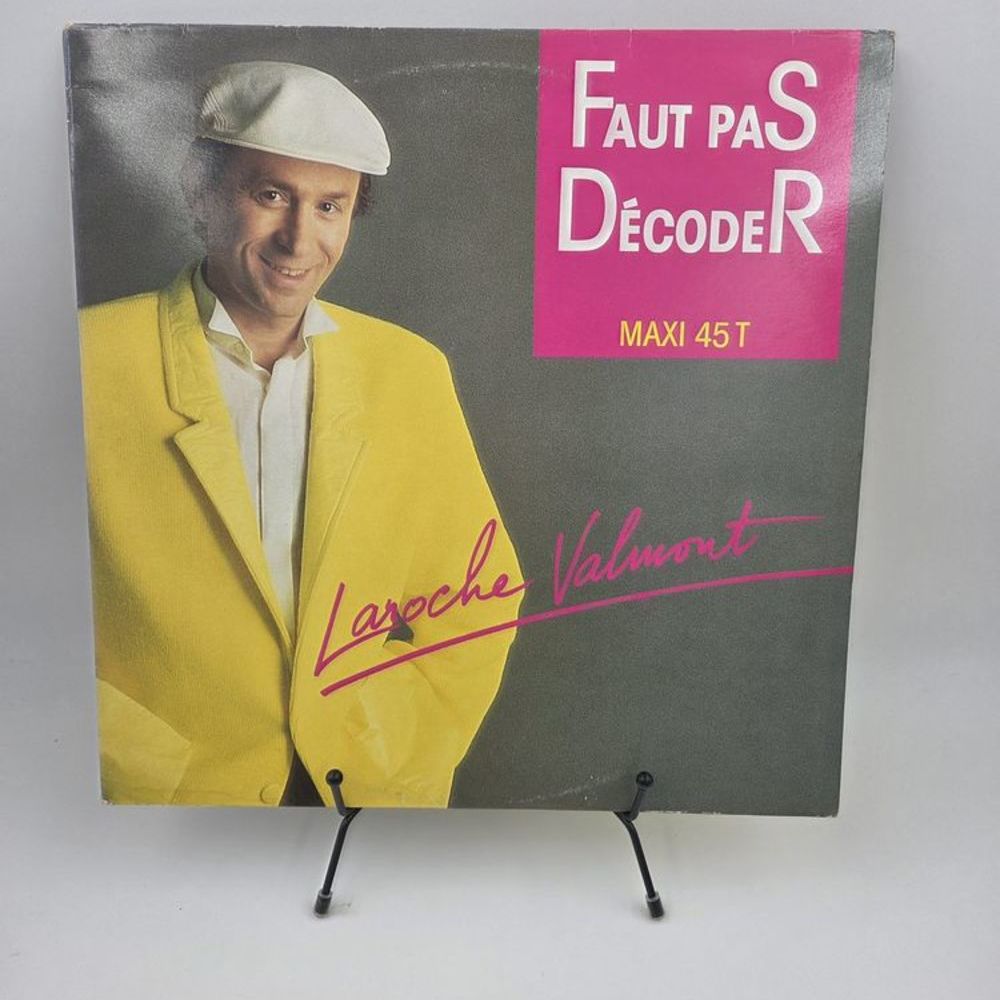 FAUT PAS
DÉCODER
MAXI 45 T
Laroche Valmont